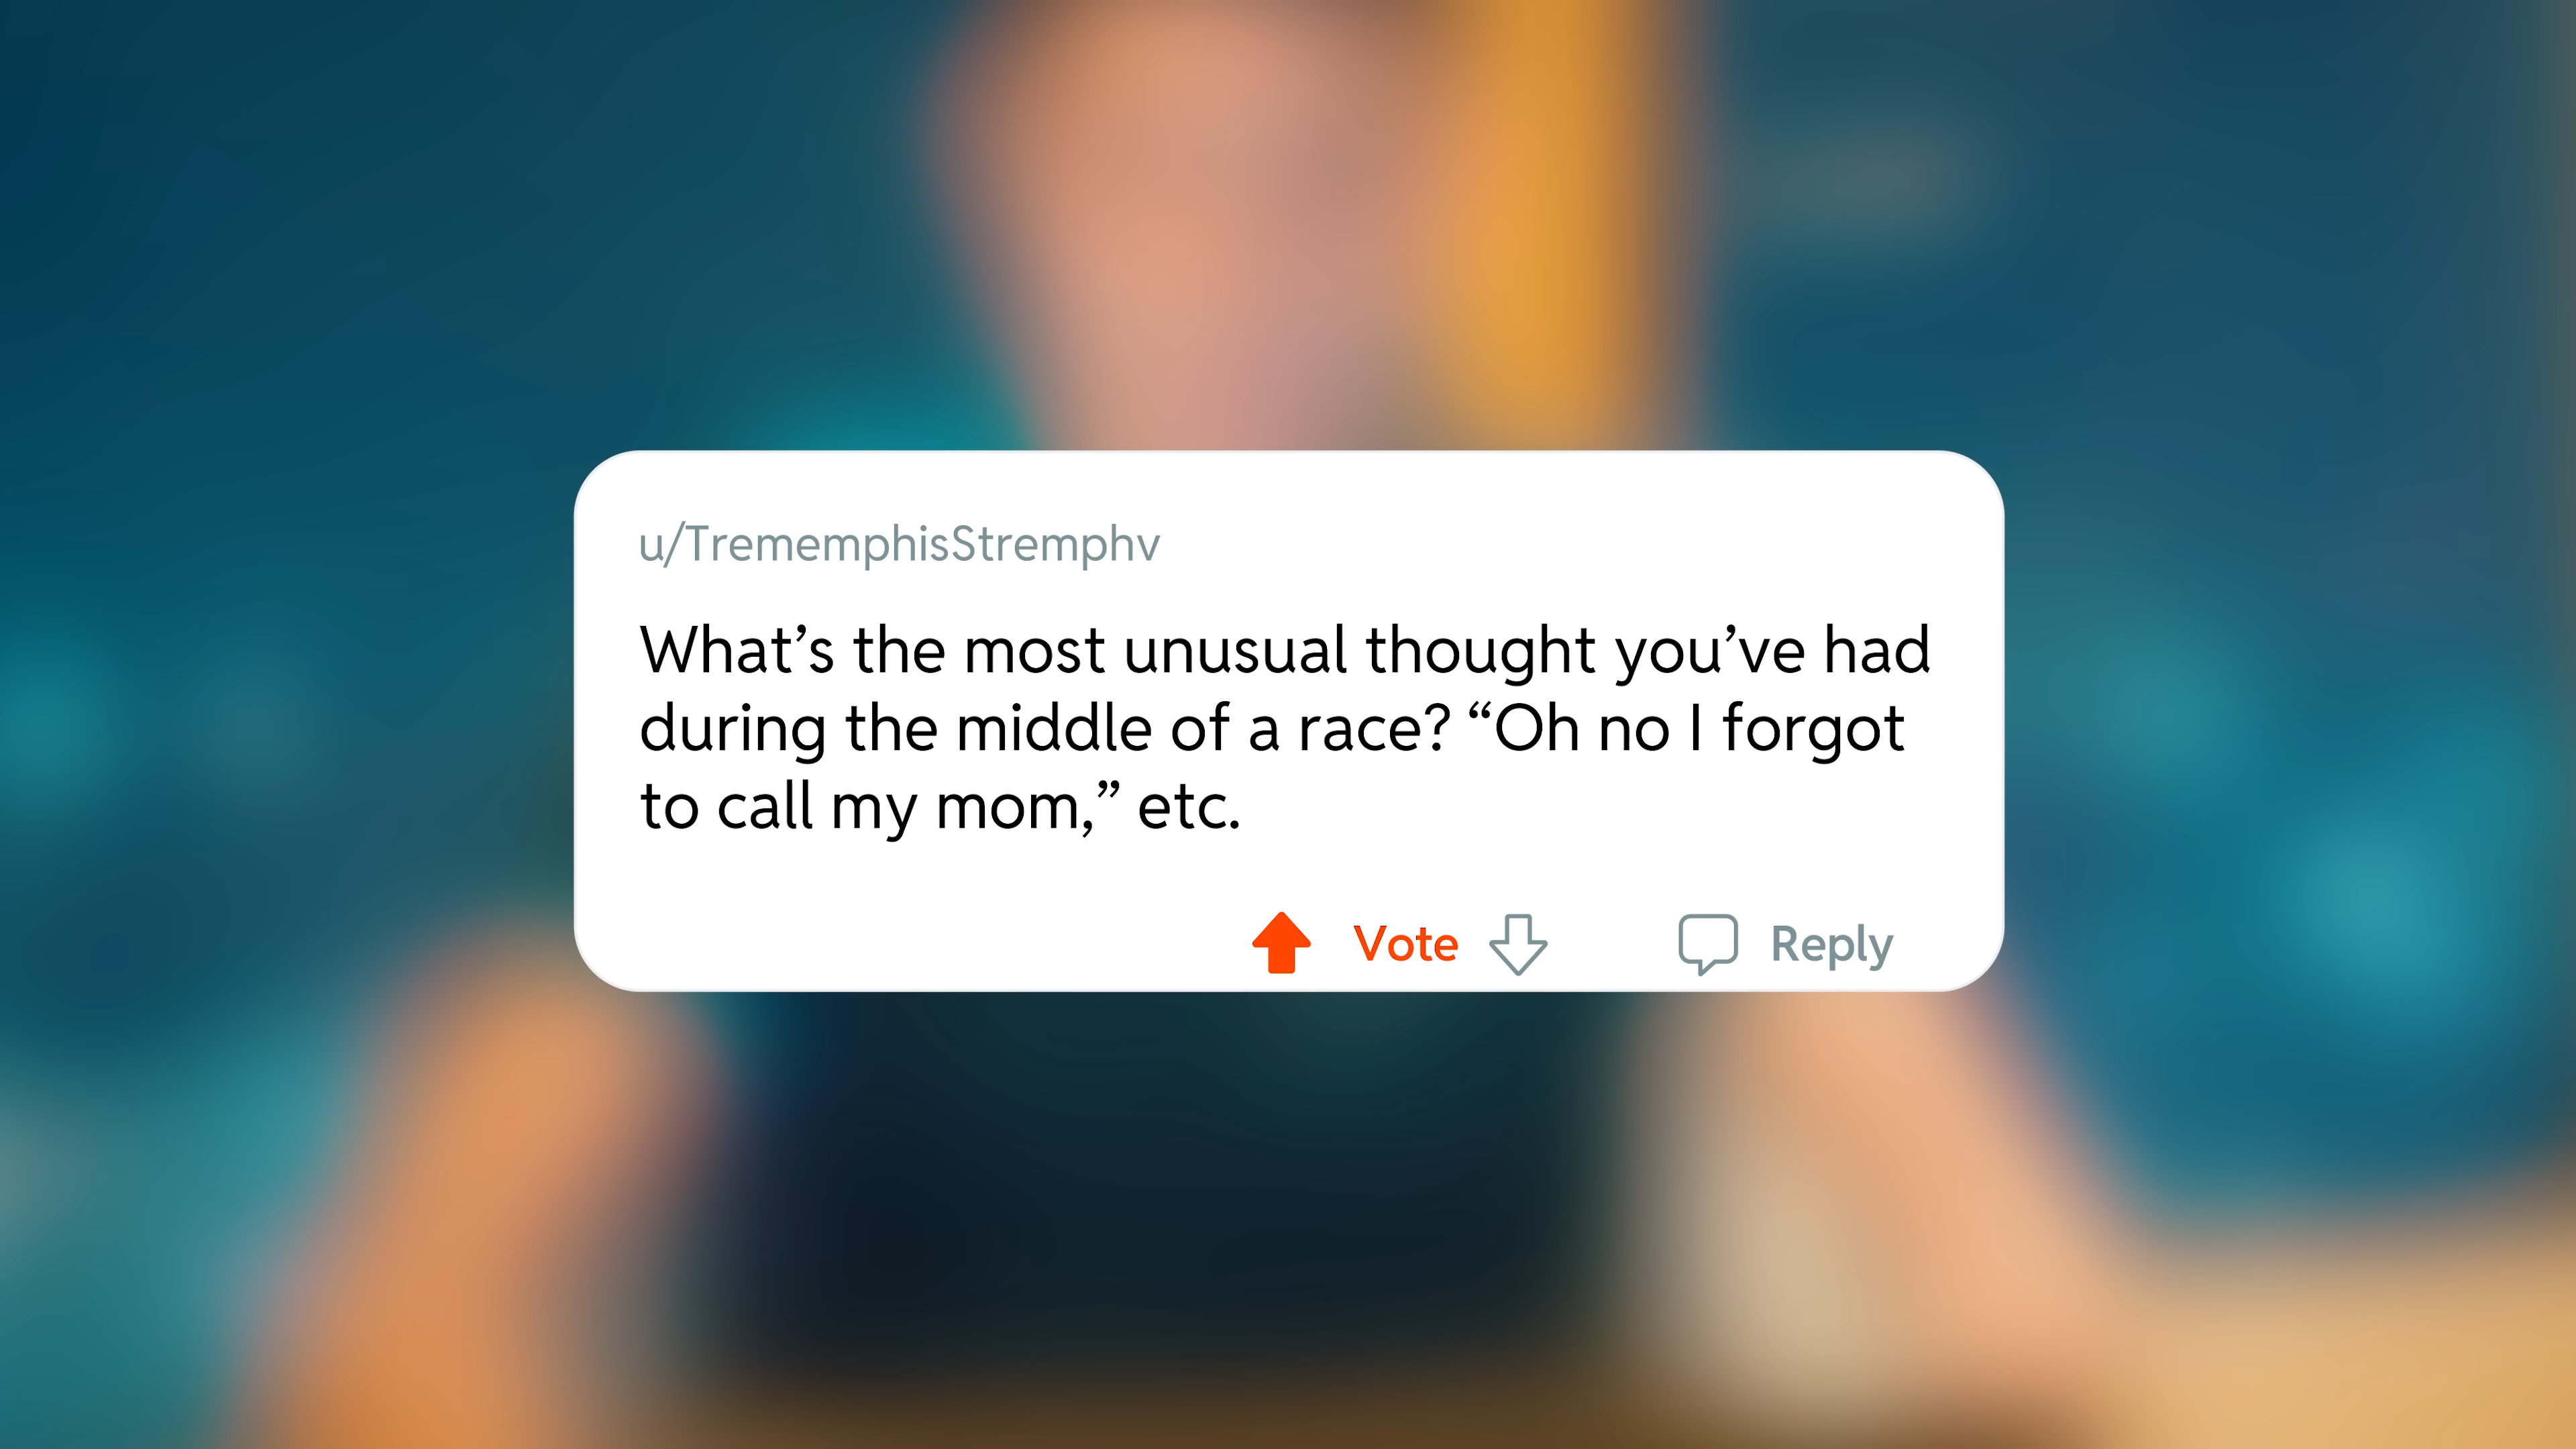 u/TrememphisStremphv
What’s the most unusual thought you’ve had
during the middle of a race? “Oh no I forgot
to call my mom,” etc.
Vote Reply